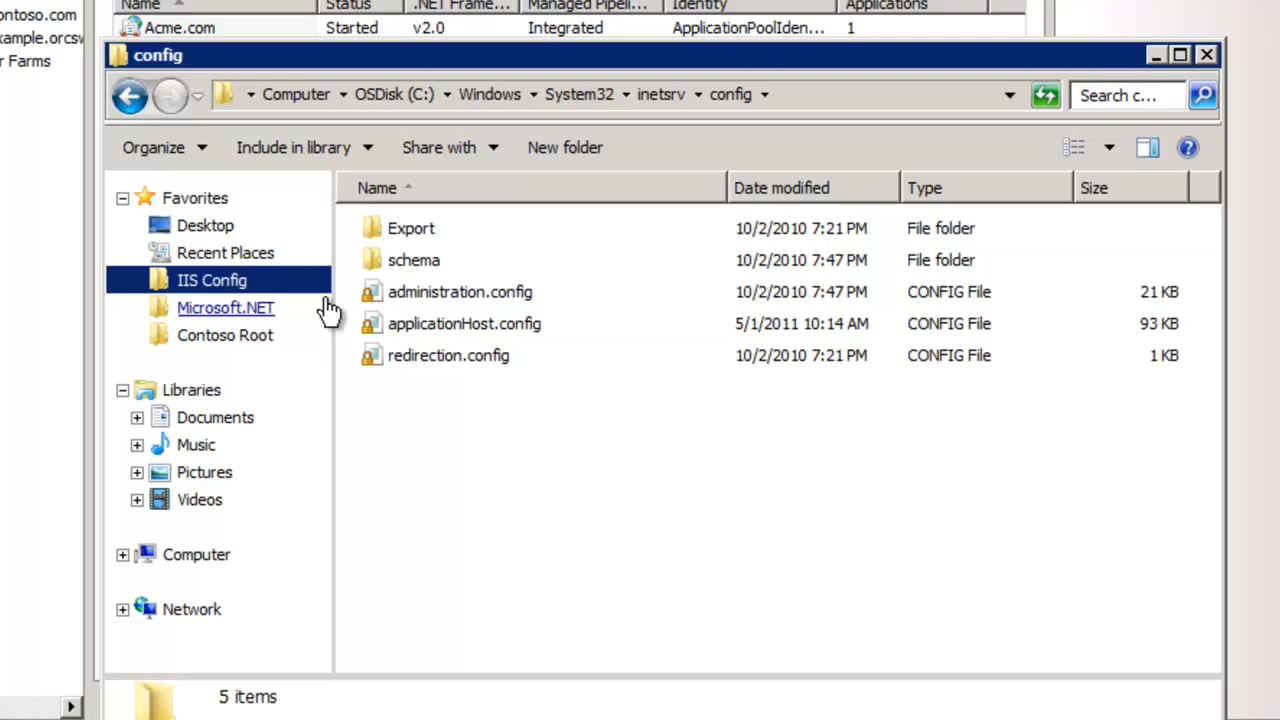 Name Status .NET Frame... Managed Pipeli... Identity Applications
ontoso.com
Acme.com Started v2.0 Integrated ApplicationPoolIden... 1
xample.orcsw
r Farms
config
Computer OSDisk (C:) Windows System32 inetsrv config Search c...
Organize Include in library Share with New folder
Favorites
Desktop
Recent Places
IIS Config
Microsoft.NET
Contoso Root
Libraries
Documents
Music
Pictures
Videos
Computer
Network
Name Date modified Type Size
Export 10/2/2010 7:21 PM File folder
schema 10/2/2010 7:47 PM File folder
administration.config 10/2/2010 7:47 PM CONFIG File 21 KB
applicationHost.config 5/1/2011 10:14 AM CONFIG File 93 KB
redirection.config 10/2/2010 7:21 PM CONFIG File 1 KB
5 items